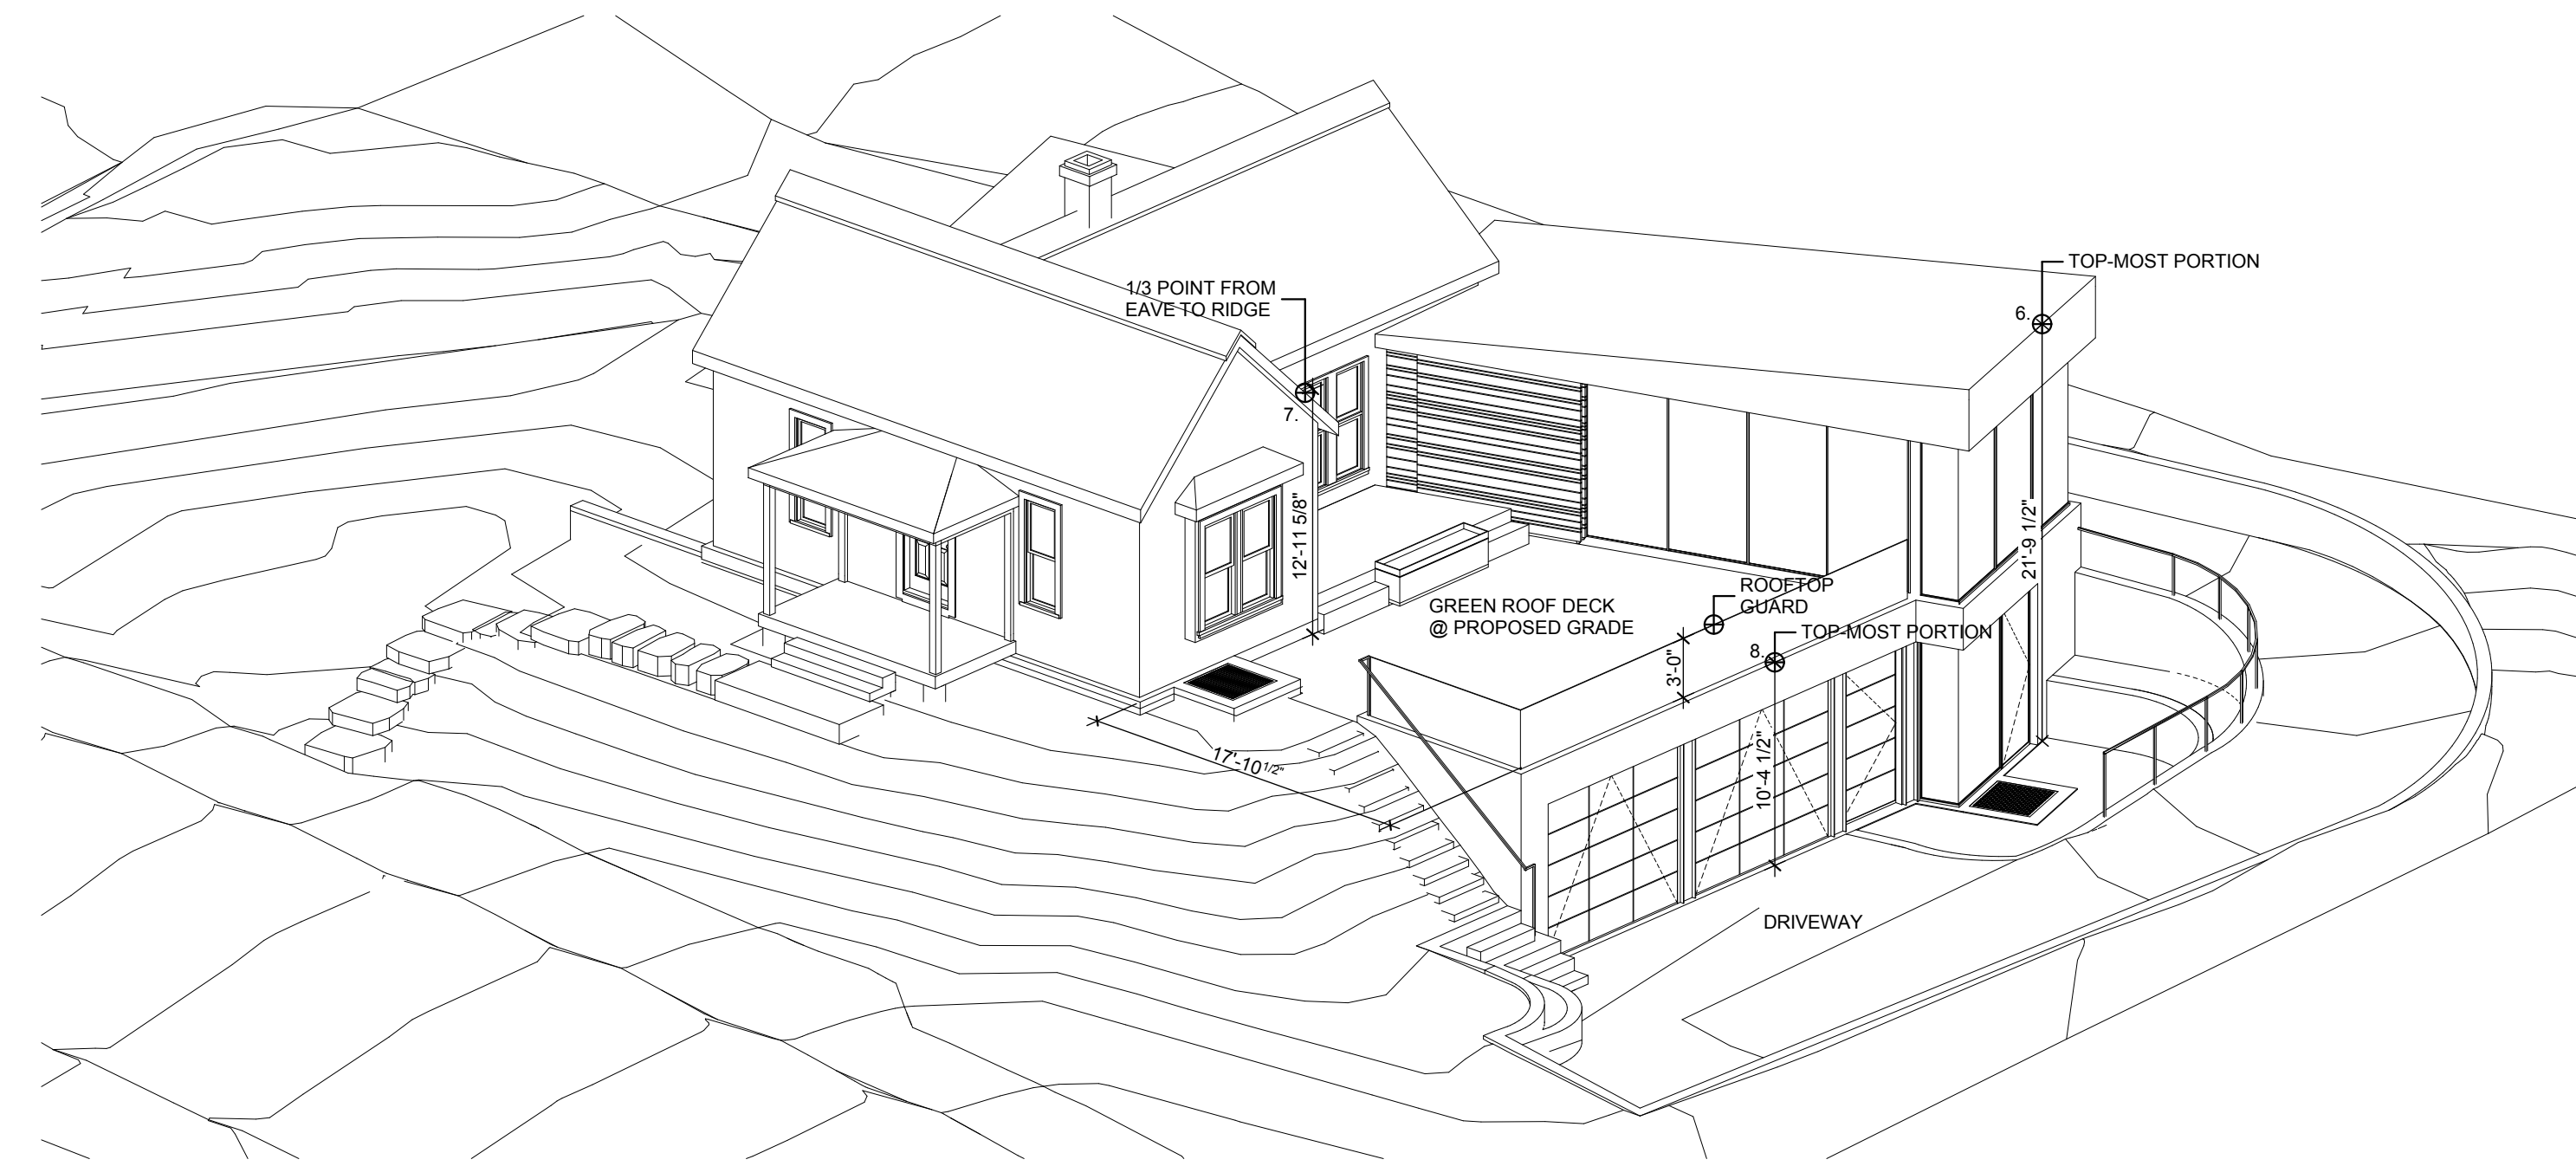 TOP-MOST PORTION
6.
1/3 POINT FROM
EAVE TO RIDGE
7.
12'-11 5/8"
21'-9 1/2"
ROOFTOP
GUARD
GREEN ROOF DECK
@ PROPOSED GRADE
TOP-MOST PORTION
8.
3'-0"
17'-10 1/2"
10'-4 1/2"
DRIVEWAY